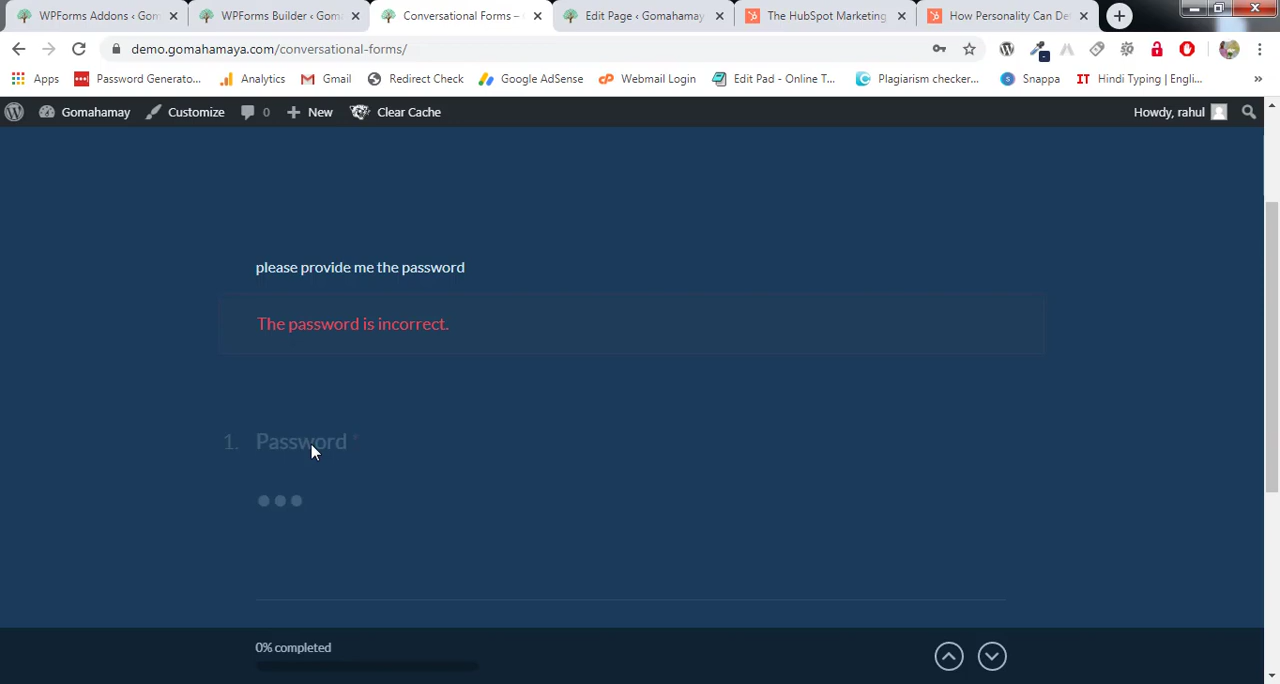 WPForms Addons ‹ Gom
WPForms Builder ‹ Gom
Conversational Forms –
Edit Page ‹ Gomahamay
The HubSpot Marketing
How Personality Can De
demo.gomahamaya.com/conversational-forms/
Apps
Password Generato...
Analytics
Gmail
Redirect Check
Google AdSense
Webmail Login
Edit Pad - Online T...
Plagiarism checker...
Snappa
Hindi Typing | Engli...
»
Gomahamay
Customize
0
New
Clear Cache
Howdy, rahul
please provide me the password
The password is incorrect.
1. Password *
0% completed